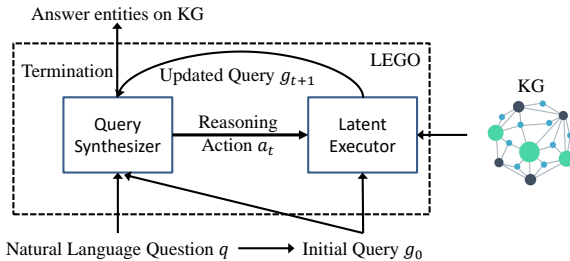 Answer entities on KG
LEGO
Termination
Updated Query g_{t+1}
KG
Query
Synthesizer
Reasoning
Action a_t
Latent
Executor
Natural Language Question q
Initial Query g_0